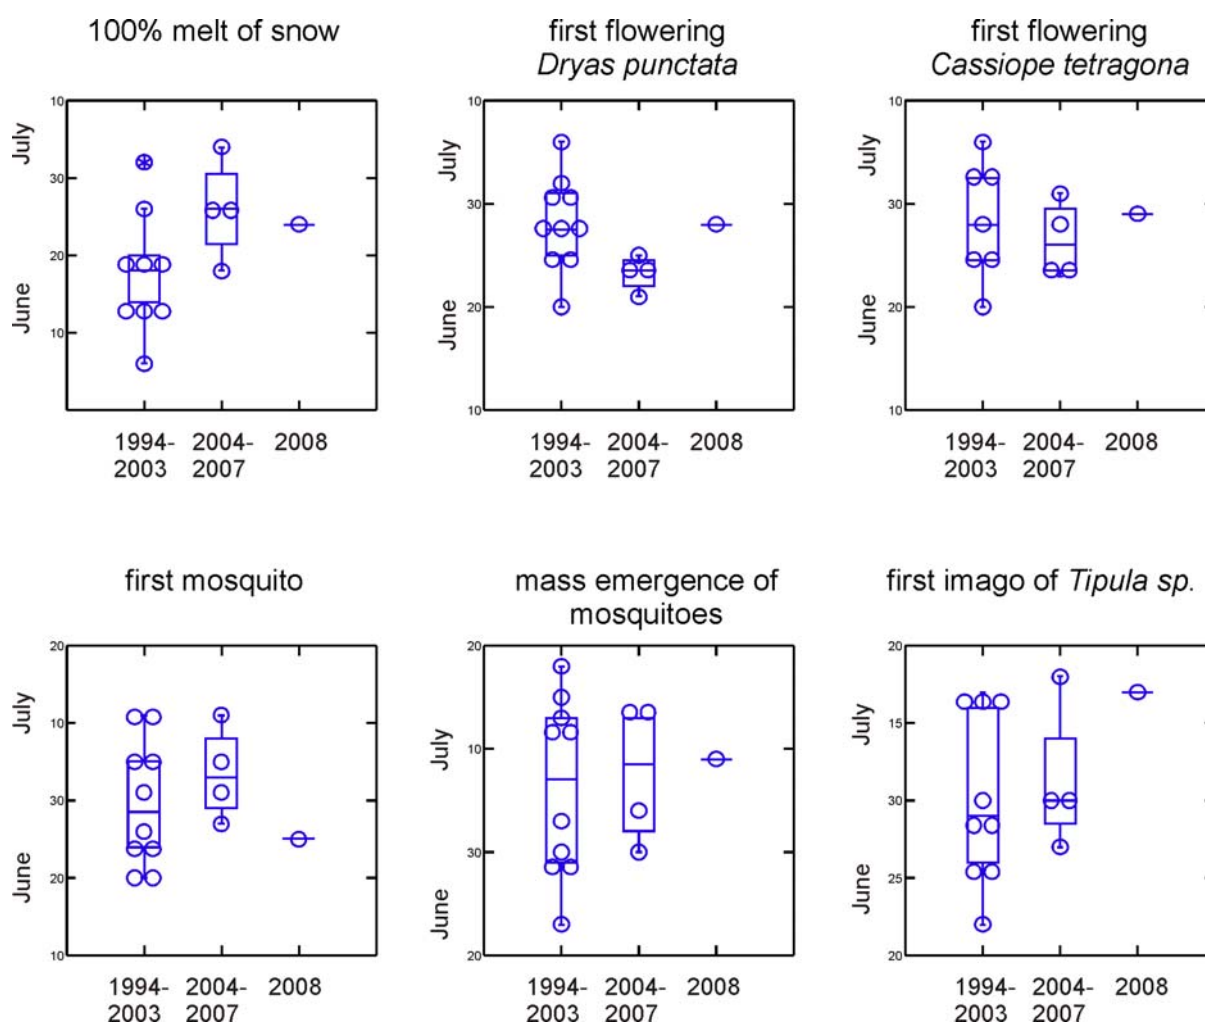 100% melt of snow
first flowering
Dryas punctata
first flowering
Cassiope tetragona
10
July
30
20
June
10
1994-
2003
2004-
2007
2008
10
July
30
20
June
10
1994-
2003
2004-
2007
2008
10
July
30
20
June
10
1994-
2003
2004-
2007
2008
first mosquito
mass emergence of
mosquitoes
first imago of Tipula sp.
20
July
10
30
20
June
10
1994-
2003
2004-
2007
2008
20
July
10
30
June
20
1994-
2003
2004-
2007
2008
20
July
15
30
25
June
20
1994-
2003
2004-
2007
2008